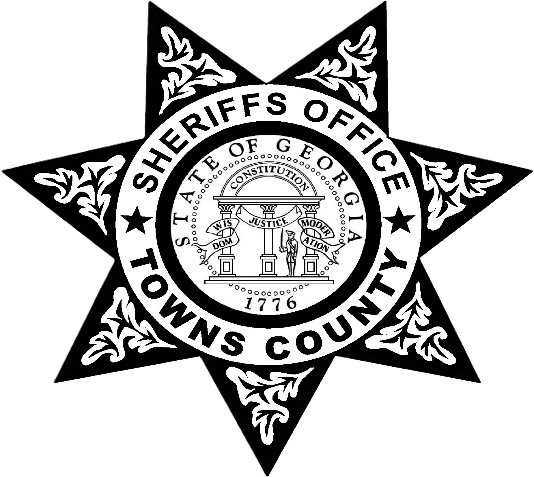 SHERIFFS OFFICE
TOWNS COUNTY
STATE OF GEORGIA
CONSTITUTION
WIS
DOM
JUSTICE
MODER
ATION
1776